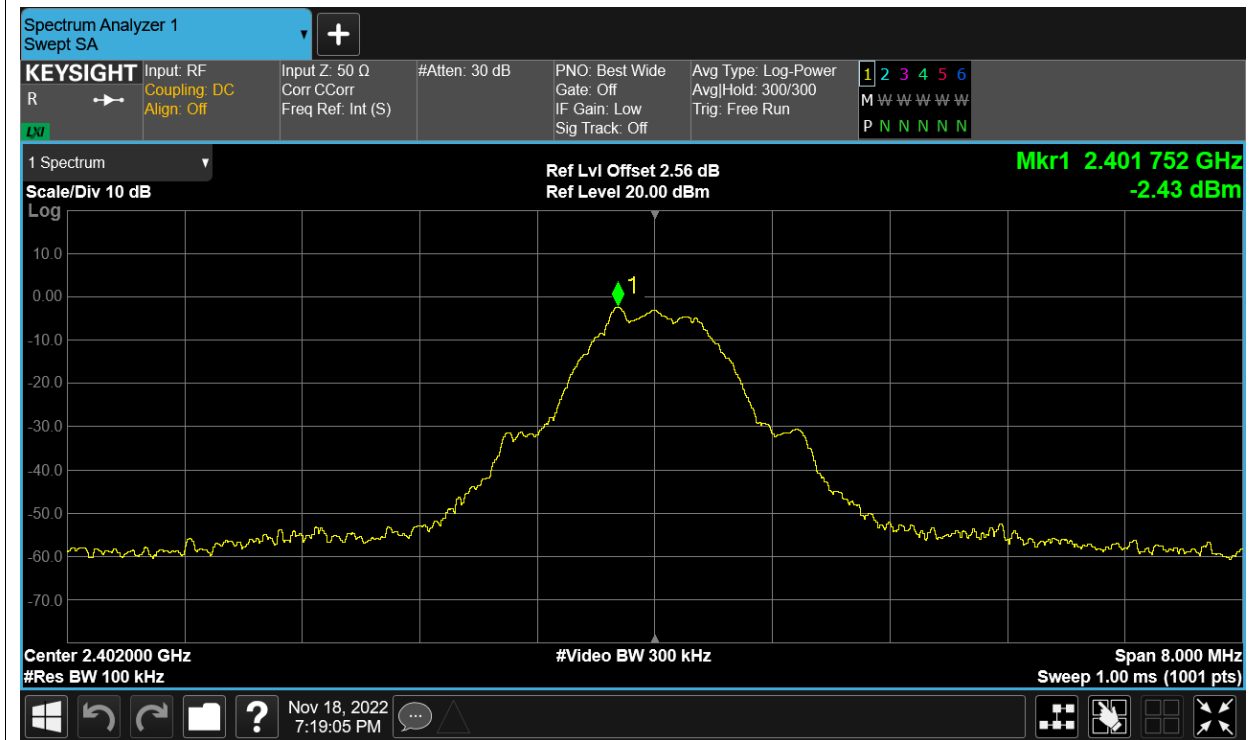 Spectrum Analyzer 1
Swept SA
KEYSIGHT
R
LXI
Input: RF
Coupling: DC
Align: Off
Input Z: 50 Ω
Corr CCorr
Freq Ref: Int (S)
#Atten: 30 dB
PNO: Best Wide
Gate: Off
IF Gain: Low
Sig Track: Off
Avg Type: Log-Power
Avg|Hold: 300/300
Trig: Free Run
1 2 3 4 5 6
M W W W W W
P N N N N N
1 Spectrum
Scale/Div 10 dB
Log
Ref Lvl Offset 2.56 dB
Ref Level 20.00 dBm
Mkr1 2.401 752 GHz
-2.43 dBm
1
10.0
0.00
-10.0
-20.0
-30.0
-40.0
-50.0
-60.0
-70.0
Center 2.402000 GHz
#Res BW 100 kHz
#Video BW 300 kHz
Span 8.000 MHz
Sweep 1.00 ms (1001 pts)
?
Nov 18, 2022
7:19:05 PM